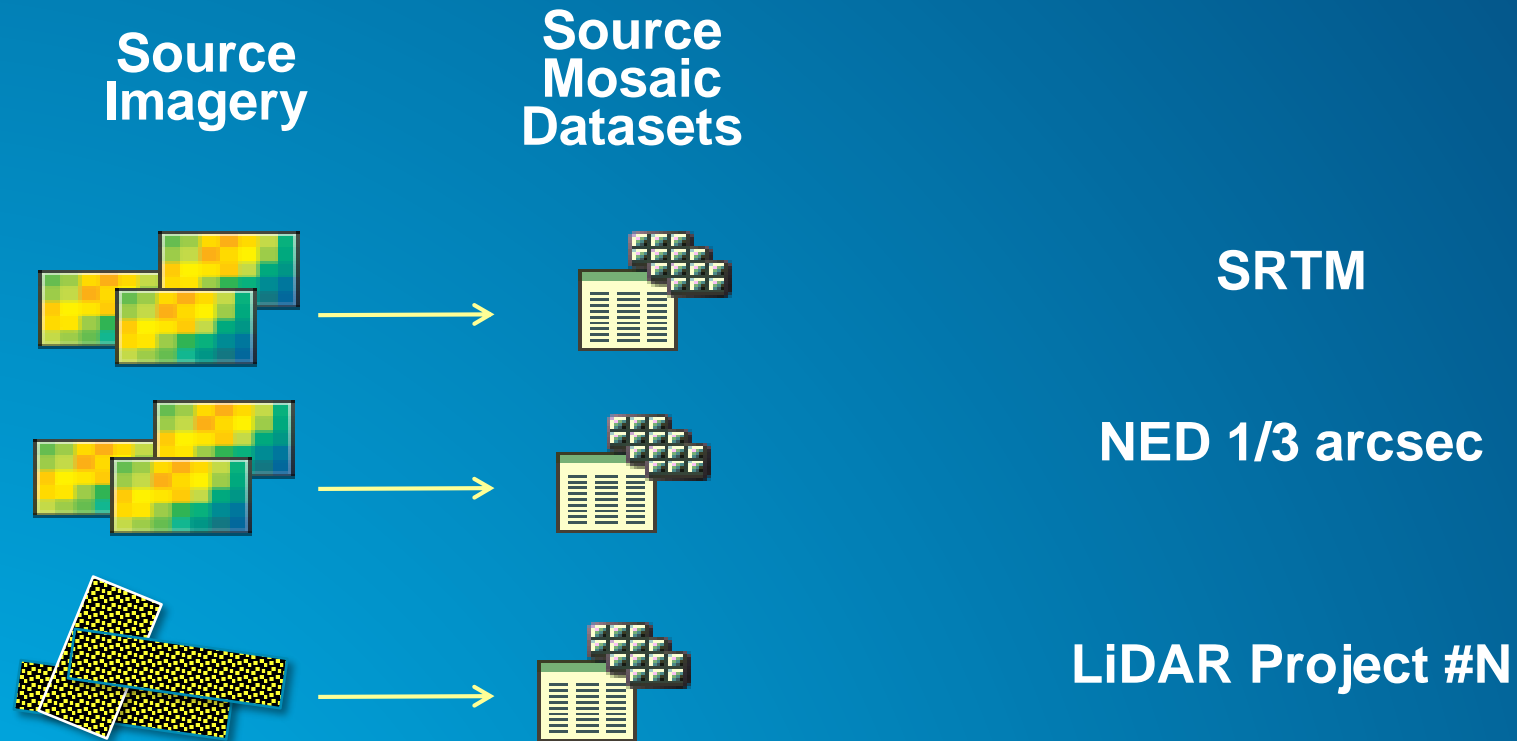 Source
Imagery
Source
Mosaic
Datasets
SRTM
NED 1/3 arcsec
LiDAR Project #N